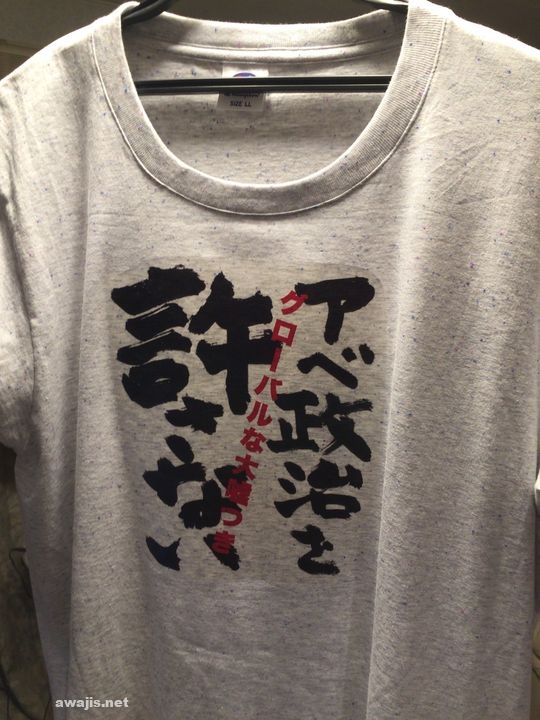 SIZE LL
アベ政治を
グローバルな大嘘つき
許さない
awajis.net